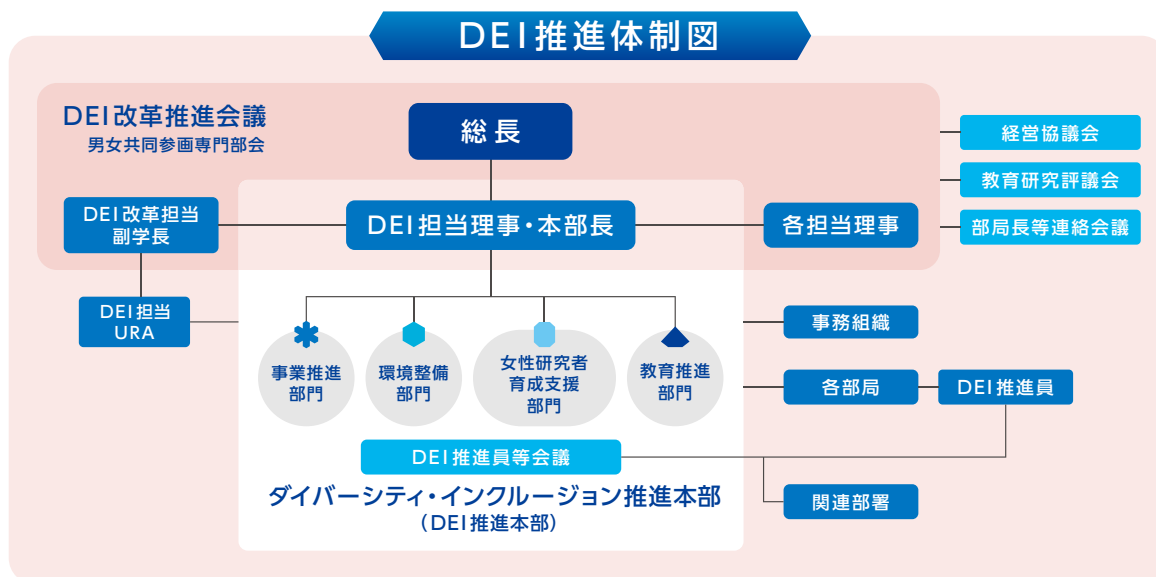 DEI推進体制図
DEI改革推進会議
男女共同参画専門部会
総長
経営協議会
教育研究評議会
部局長等連絡会議
DEI改革担当
副学長
DEI担当理事・本部長
各担当理事
DEI担当
URA
事業推進
部門
環境整備
部門
女性研究者
育成支援
部門
教育推進
部門
事務組織
各部局
DEI推進員
DEI推進員等会議
関連部署
ダイバーシティ・インクルージョン推進本部
（DEI推進本部）